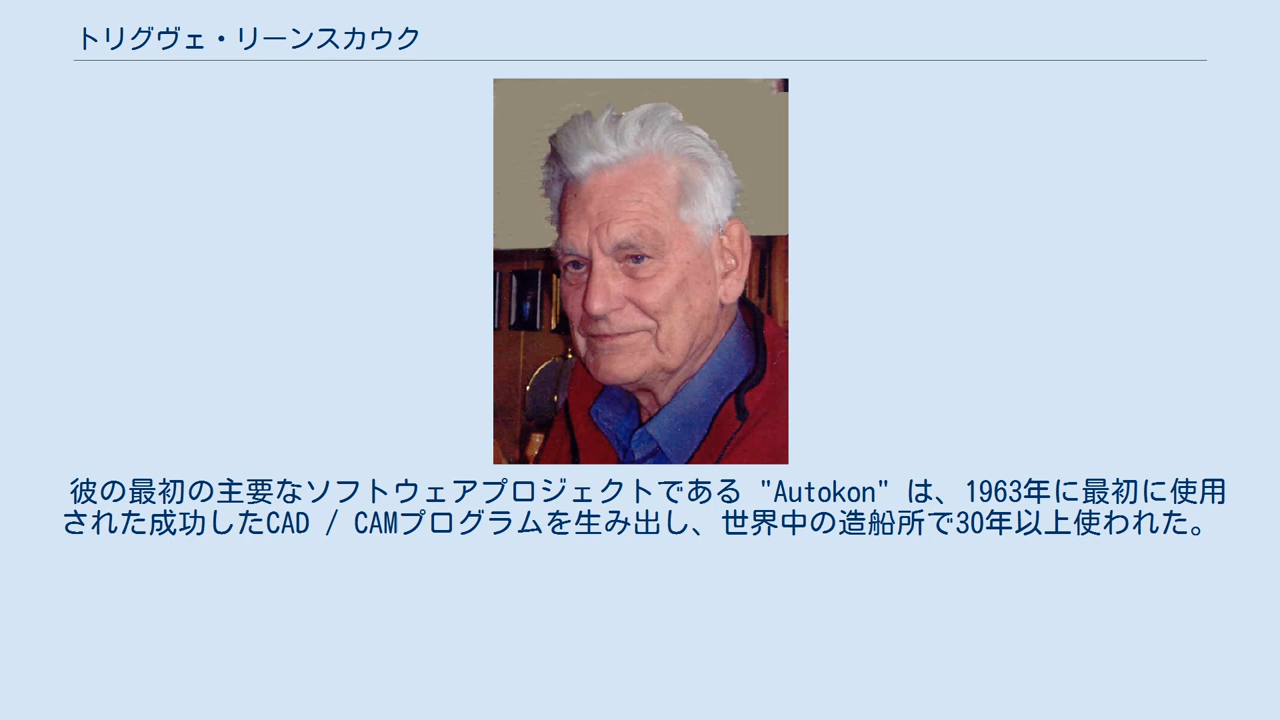 トリグヴェ・リーンスカウク
彼の最初の主要なソフトウェアプロジェクトである "Autokon" は、1963年に最初に使用
された成功したCAD / CAMプログラムを生み出し、世界中の造船所で30年以上使われた。